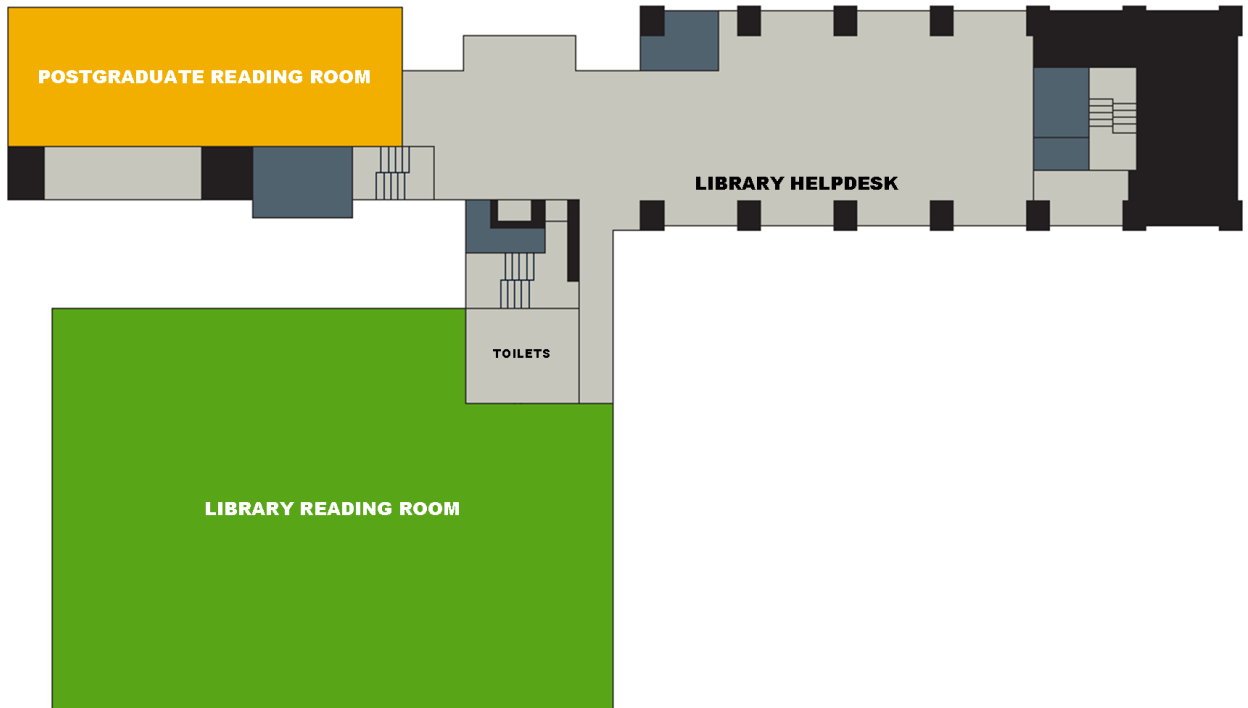 POSTGRADUATE READING ROOM
LIBRARY HELPDESK
TOILETS
LIBRARY READING ROOM